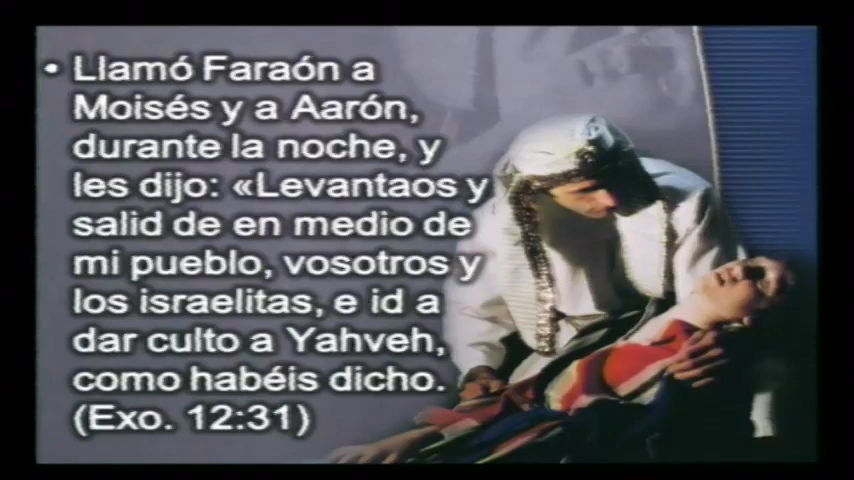 • Llamó Faraón a
Moisés y a Aarón,
durante la noche, y
les dijo: «Levantaos y
salid de en medio de
mi pueblo, vosotros y
los israelitas, e id a
dar culto a Yahveh,
como habéis dicho.
(Exo. 12:31)